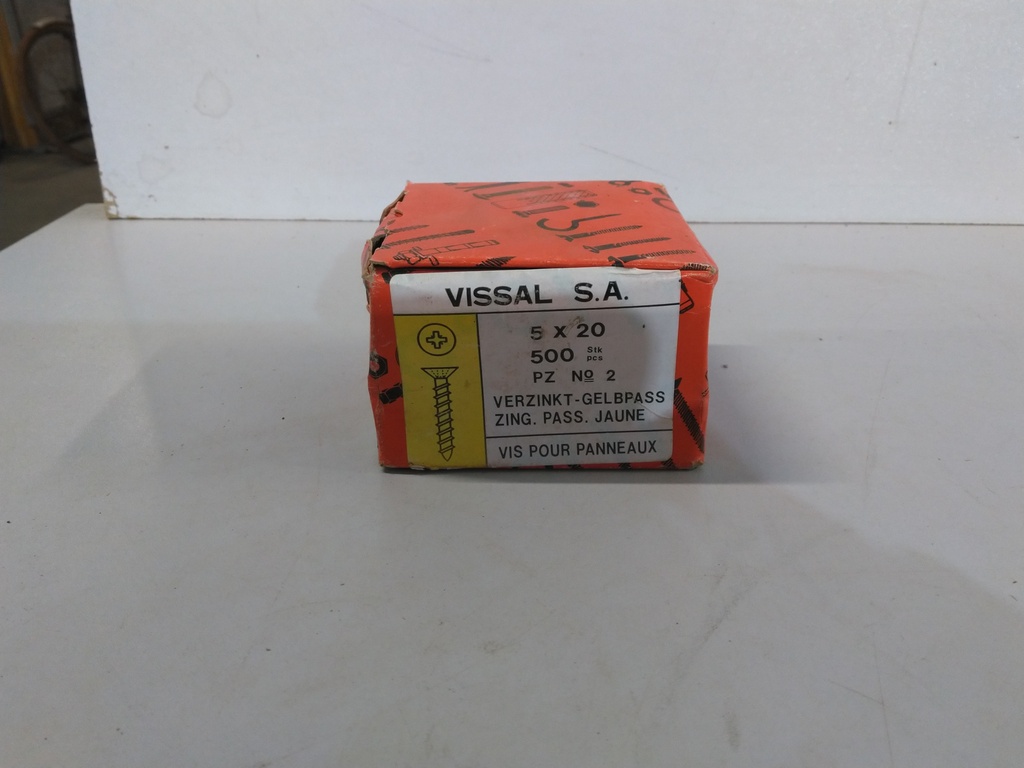 VISSAL S.A.
5 X 20
500 Stk pcs
PZ Nº 2
VERZINKT-GELBPASS
ZING. PASS. JAUNE
VIS POUR PANNEAUX